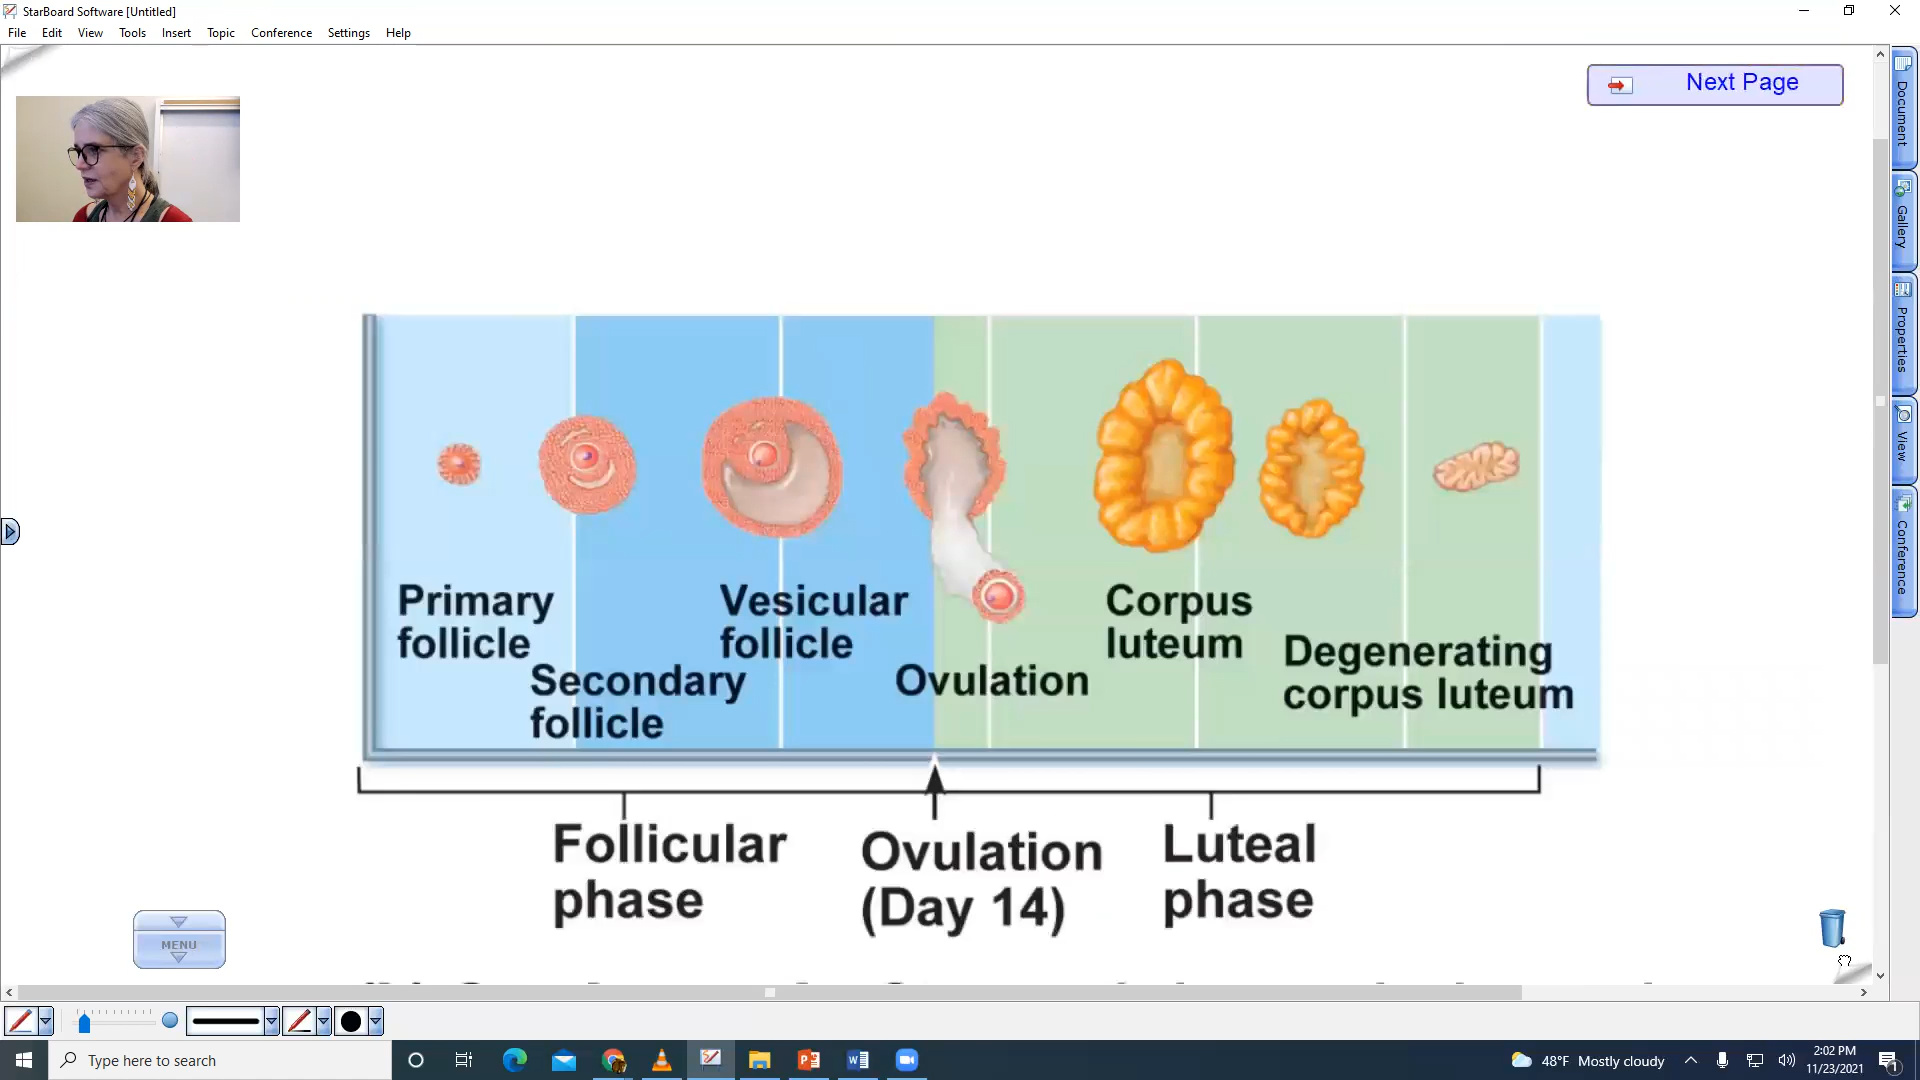 StarBoard Software [Untitled]
File Edit View Tools Insert Topic Conference Settings Help
Next Page
Document
Gallery
Properties
View
Conference
Primary
follicle
Secondary
follicle
Vesicular
follicle
Ovulation
Corpus
luteum
Degenerating
corpus luteum
Follicular
phase
Ovulation
(Day 14)
Luteal
phase
MENU
Type here to search
48°F Mostly cloudy
2:02 PM
11/23/2021
1